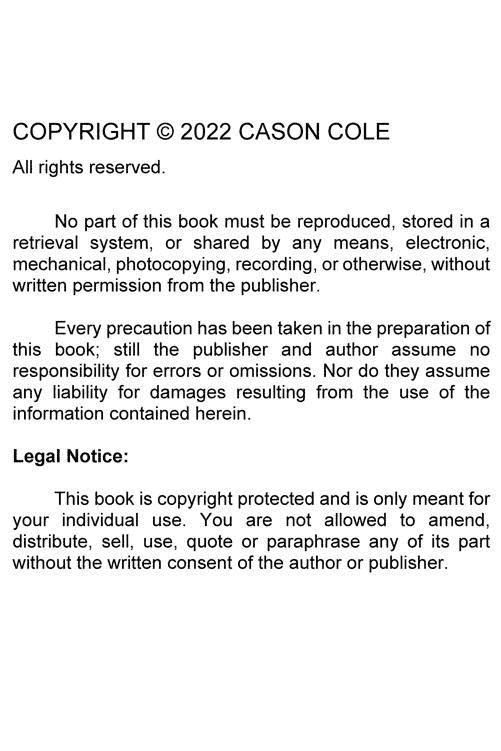 COPYRIGHT © 2022 CASON COLE
All rights reserved.
No part of this book must be reproduced, stored in a
retrieval system, or shared by any means, electronic,
mechanical, photocopying, recording, or otherwise, without
written permission from the publisher.
Every precaution has been taken in the preparation of
this book; still the publisher and author assume no
responsibility for errors or omissions. Nor do they assume
any liability for damages resulting from the use of the
information contained herein.
Legal Notice:
This book is copyright protected and is only meant for
your individual use. You are not allowed to amend,
distribute, sell, use, quote or paraphrase any of its part
without the written consent of the author or publisher.